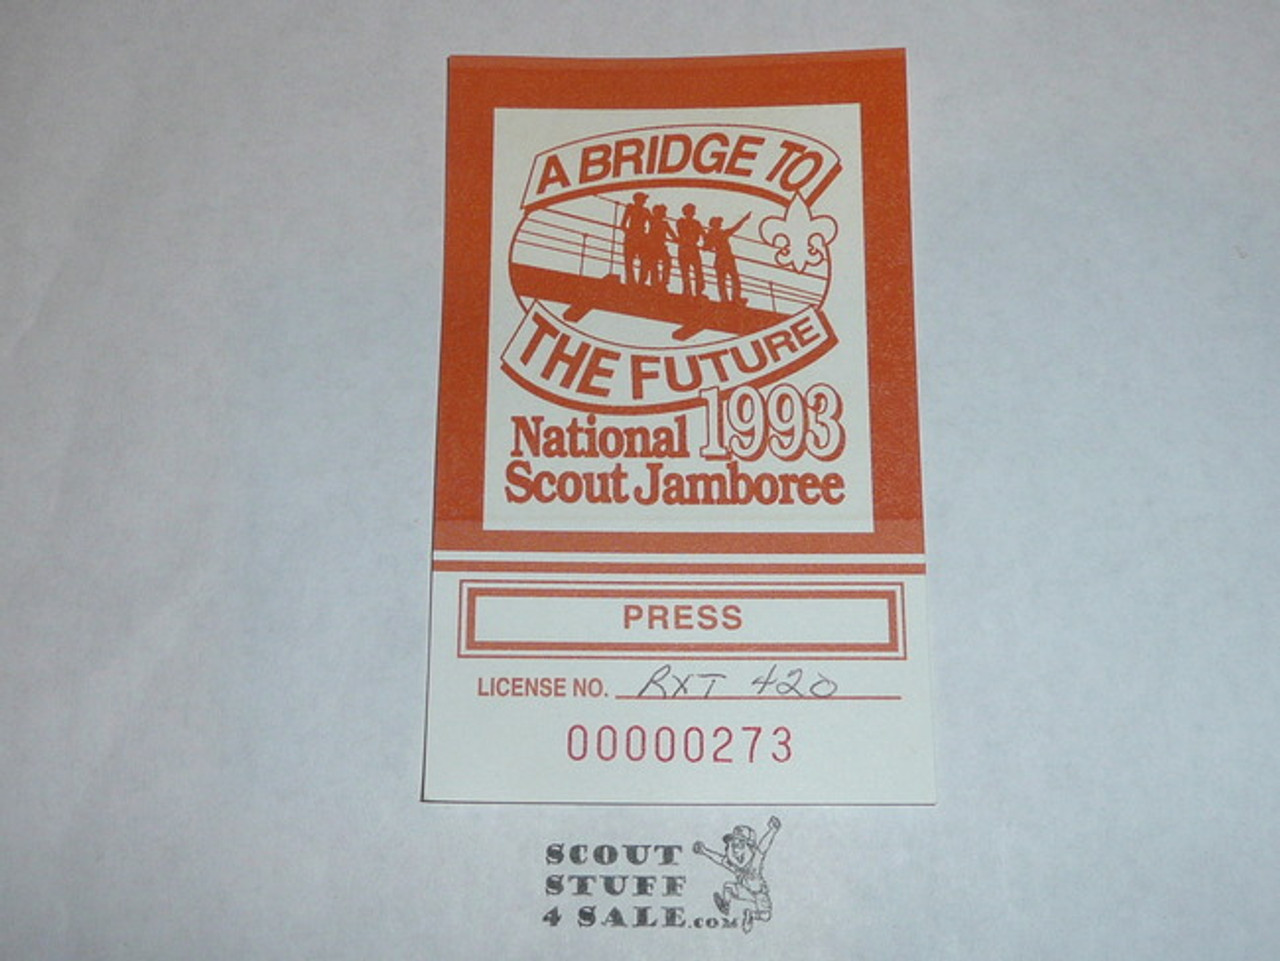 A BRIDGE TO
THE FUTURE
1993
National
Scout Jamboree
PRESS
LICENSE NO. RXT 420
00000273
SCOUT
STUFF
4 SALE.COM